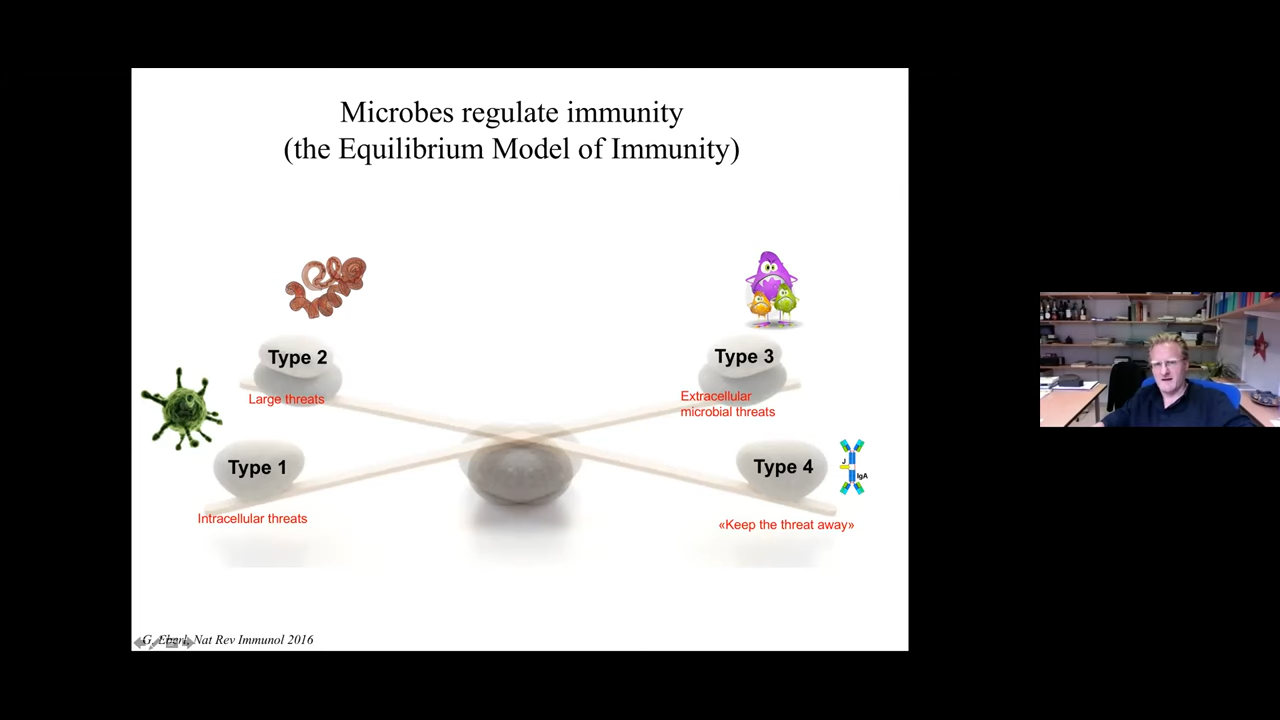 Microbes regulate immunity
(the Equilibrium Model of Immunity)
Type 2
Large threats
Type 3
Extracellular
microbial threats
Type 1
Intracellular threats
Type 4
J
IgA
«Keep the threat away»
G. Eberl, Nat Rev Immunol 2016